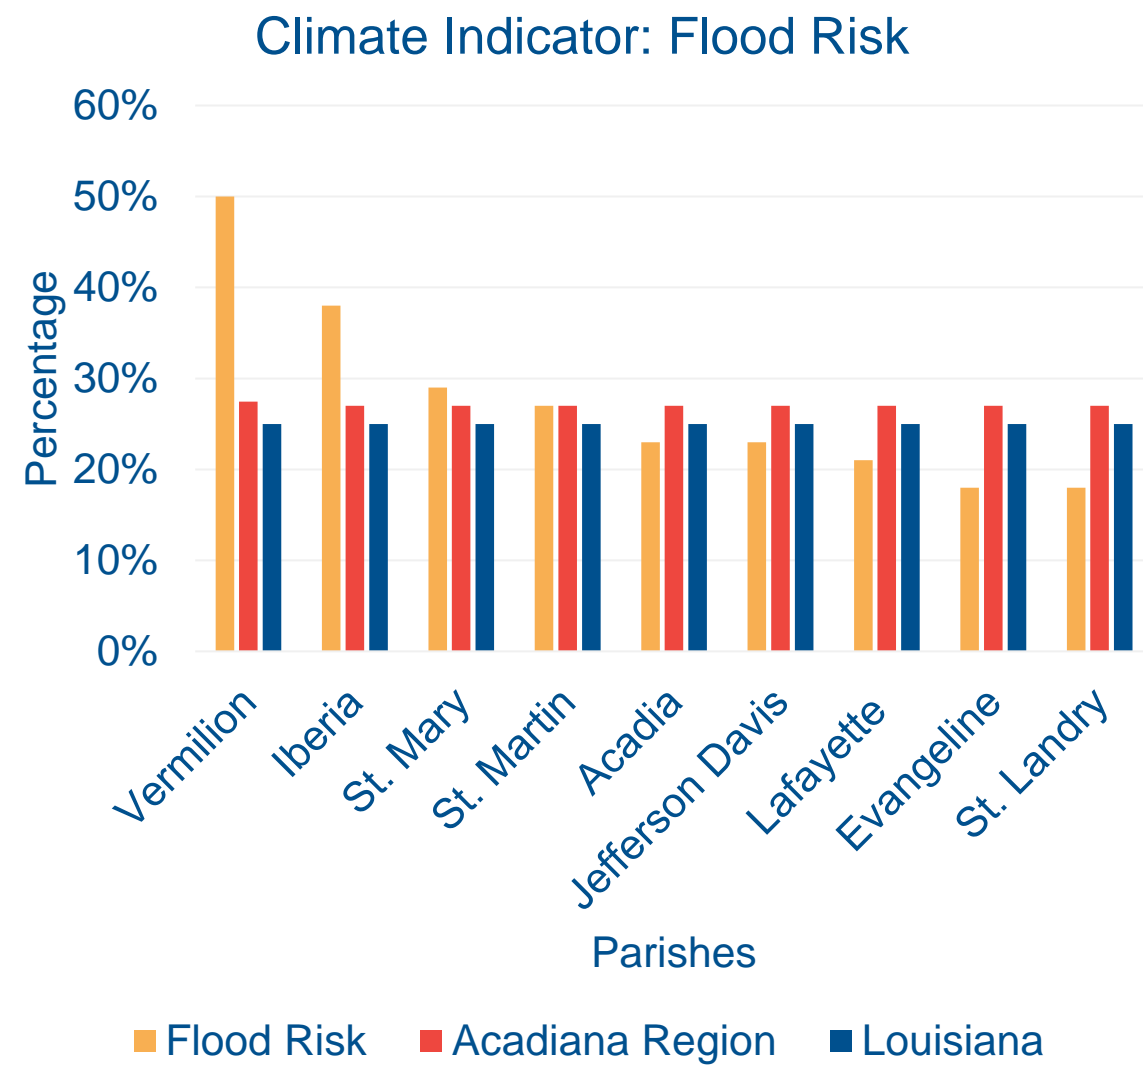 Climate Indicator: Flood Risk
60%
50%
40%
30%
20%
10%
0%
Percentage
Vermilion
Iberia
St. Mary
St. Martin
Acadia
Jefferson Davis
Lafayette
Evangeline
St. Landry
Parishes
Flood Risk Acadiana Region Louisiana